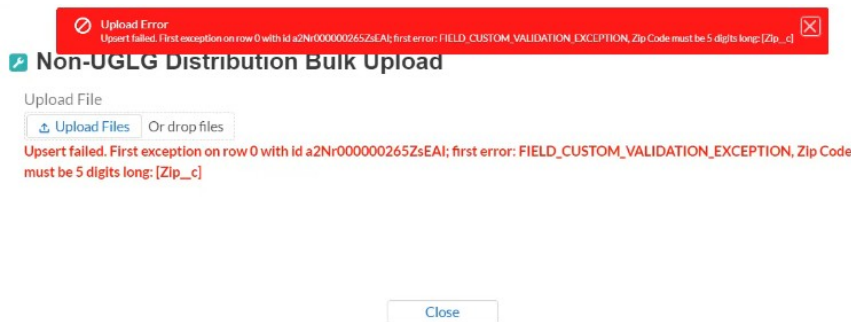 Upload Error
Upsert failed. First exception on row 0 with id a2Nr000000265ZsEAI; first error: FIELD_CUSTOM_VALIDATION_EXCEPTION, Zip Code must be 5 digits long: [Zip__c]
Non-UGLG Distribution Bulk Upload
Upload File
Upload Files Or drop files
Upsert failed. First exception on row 0 with id a2Nr000000265ZsEAI; first error: FIELD_CUSTOM_VALIDATION_EXCEPTION, Zip Code
must be 5 digits long: [Zip__c]
Close